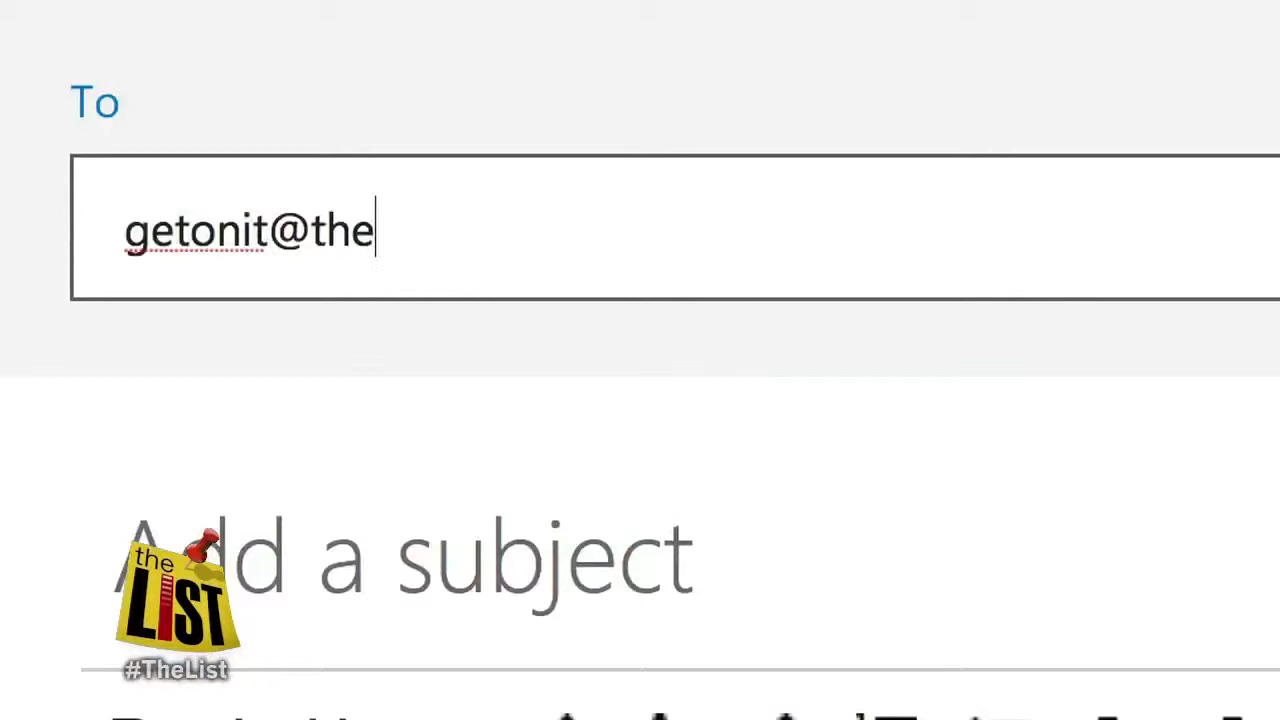 To
getonit@the
Add a subject
the
LIST
#TheList